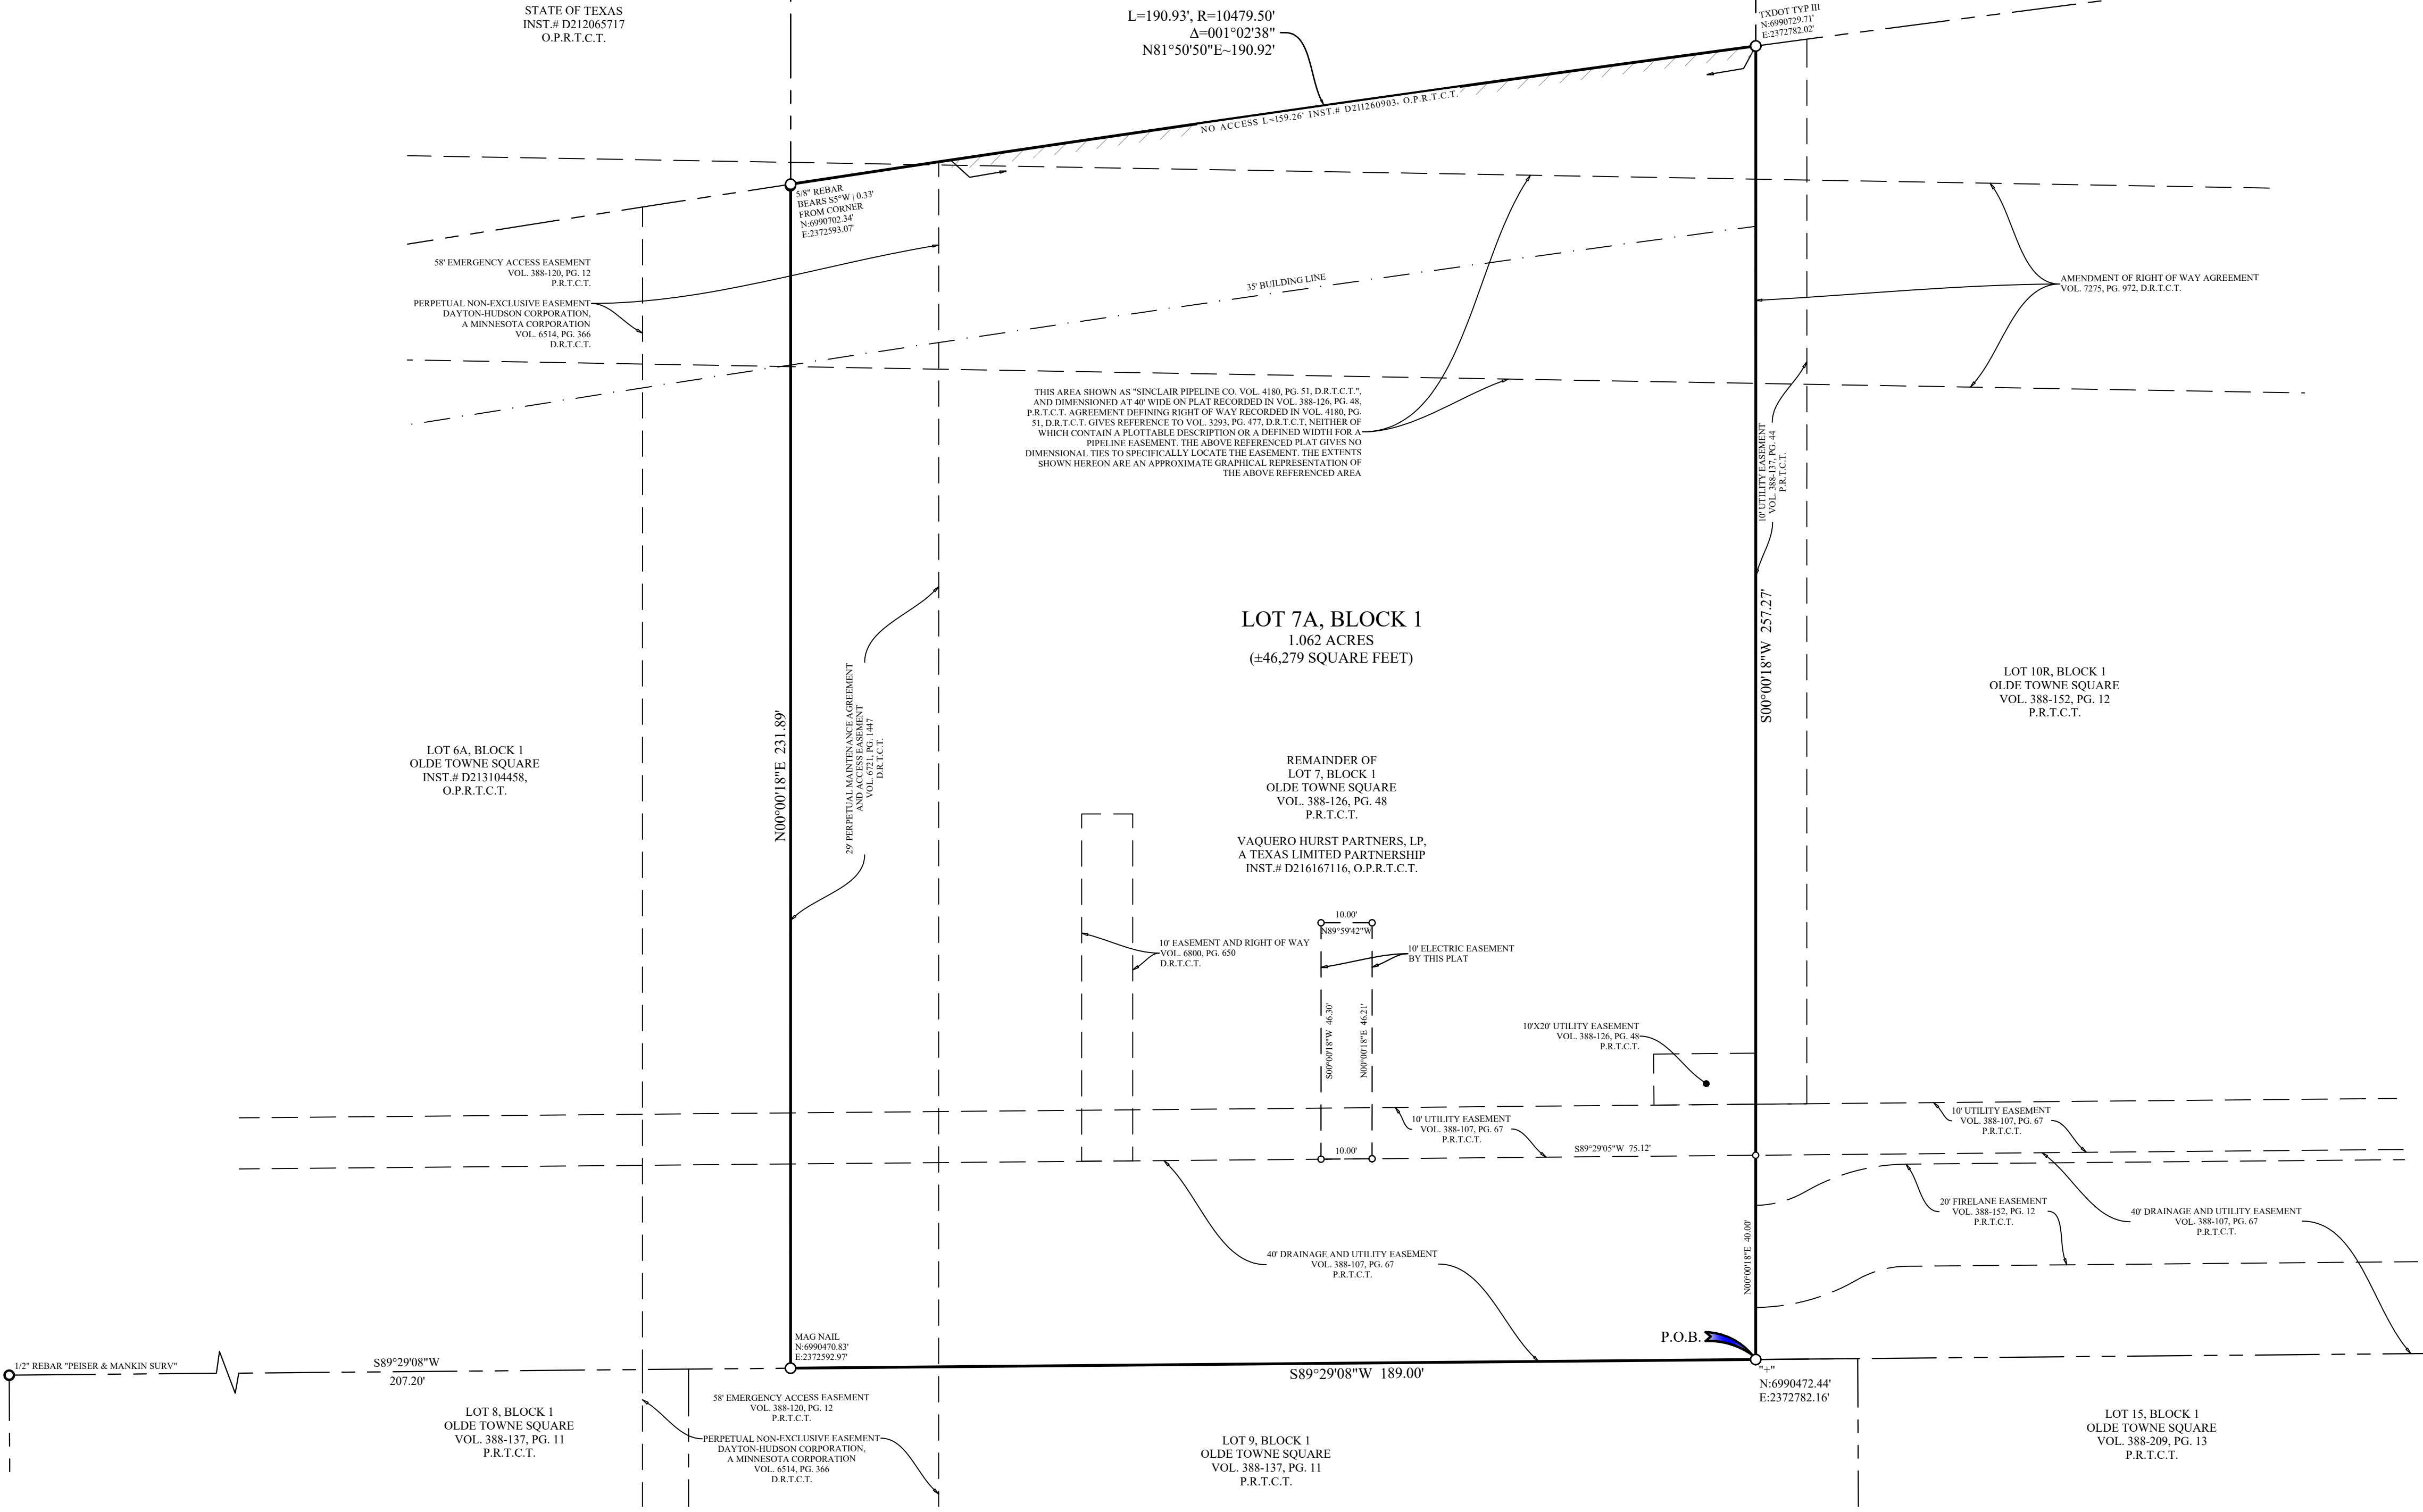 STATE OF TEXAS
INST.# D212065717
O.P.R.T.C.T.
L=190.93', R=10479.50'
Δ=001°02'38"
N81°50'50"E~190.92'
TXDOT TYP III
N:6990729.71'
E:2372782.02'
NO ACCESS L=159.26' INST.# D211260903, O.P.R.T.C.T.
5/8" REBAR
BEARS S5°W | 0.33'
FROM CORNER
N:6990702.34'
E:2372593.07'
58' EMERGENCY ACCESS EASEMENT
VOL. 388-120, PG. 12
P.R.T.C.T.
PERPETUAL NON-EXCLUSIVE EASEMENT
DAYTON-HUDSON CORPORATION,
A MINNESOTA CORPORATION
VOL. 6514, PG. 366
D.R.T.C.T.
35' BUILDING LINE
AMENDMENT OF RIGHT OF WAY AGREEMENT
VOL. 7275, PG. 972, D.R.T.C.T.
THIS AREA SHOWN AS "SINCLAIR PIPELINE CO. VOL. 4180, PG. 51, D.R.T.C.T.",
AND DIMENSIONED AT 40' WIDE ON PLAT RECORDED IN VOL. 388-126, PG. 48,
P.R.T.C.T. AGREEMENT DEFINING RIGHT OF WAY RECORDED IN VOL. 4180, PG.
51, D.R.T.C.T. GIVES REFERENCE TO VOL. 3293, PG. 477, D.R.T.C.T, NEITHER OF
WHICH CONTAIN A PLOTTABLE DESCRIPTION OR A DEFINED WIDTH FOR A
PIPELINE EASEMENT. THE ABOVE REFERENCED PLAT GIVES NO
DIMENSIONAL TIES TO SPECIFICALLY LOCATE THE EASEMENT. THE EXTENTS
SHOWN HEREON ARE AN APPROXIMATE GRAPHICAL REPRESENTATION OF
THE ABOVE REFERENCED AREA
10' UTILITY EASEMENT
VOL. 388-137, PG. 44
P.R.T.C.T.
LOT 7A, BLOCK 1
1.062 ACRES
(±46,279 SQUARE FEET)
S00°00'18"W 257.27'
LOT 10R, BLOCK 1
OLDE TOWNE SQUARE
VOL. 388-152, PG. 12
P.R.T.C.T.
N00°00'18"E 231.89'
29' PERPETUAL MAINTENANCE AGREEMENT
AND ACCESS EASEMENT
VOL. 6721, PG. 1447
D.R.T.C.T.
LOT 6A, BLOCK 1
OLDE TOWNE SQUARE
INST.# D213104458,
O.P.R.T.C.T.
REMAINDER OF
LOT 7, BLOCK 1
OLDE TOWNE SQUARE
VOL. 388-126, PG. 48
P.R.T.C.T.
VAQUERO HURST PARTNERS, LP,
A TEXAS LIMITED PARTNERSHIP
INST.# D216167116, O.P.R.T.C.T.
10.00'
N89°59'42"W
10' EASEMENT AND RIGHT OF WAY
VOL. 6800, PG. 650
D.R.T.C.T.
10' ELECTRIC EASEMENT
BY THIS PLAT
S00°00'18"W 46.30'
N00°00'18"E 46.21'
10'X20' UTILITY EASEMENT
VOL. 388-126, PG. 48
P.R.T.C.T.
10' UTILITY EASEMENT
VOL. 388-107, PG. 67
P.R.T.C.T.
10' UTILITY EASEMENT
VOL. 388-107, PG. 67
P.R.T.C.T.
10.00'
S89°29'05"W 75.12'
20' FIRELANE EASEMENT
VOL. 388-152, PG. 12
P.R.T.C.T.
40' DRAINAGE AND UTILITY EASEMENT
VOL. 388-107, PG. 67
P.R.T.C.T.
40' DRAINAGE AND UTILITY EASEMENT
VOL. 388-107, PG. 67
P.R.T.C.T.
N00°00'18"E 40.00'
P.O.B.
MAG NAIL
N:6990470.83'
E:2372592.97'
1/2" REBAR "PEISER & MANKIN SURV"
S89°29'08"W
207.20'
S89°29'08"W 189.00'
"+"
N:6990472.44'
E:2372782.16'
58' EMERGENCY ACCESS EASEMENT
VOL. 388-120, PG. 12
P.R.T.C.T.
PERPETUAL NON-EXCLUSIVE EASEMENT
DAYTON-HUDSON CORPORATION,
A MINNESOTA CORPORATION
VOL. 6514, PG. 366
D.R.T.C.T.
LOT 8, BLOCK 1
OLDE TOWNE SQUARE
VOL. 388-137, PG. 11
P.R.T.C.T.
LOT 9, BLOCK 1
OLDE TOWNE SQUARE
VOL. 388-137, PG. 11
P.R.T.C.T.
LOT 15, BLOCK 1
OLDE TOWNE SQUARE
VOL. 388-209, PG. 13
P.R.T.C.T.